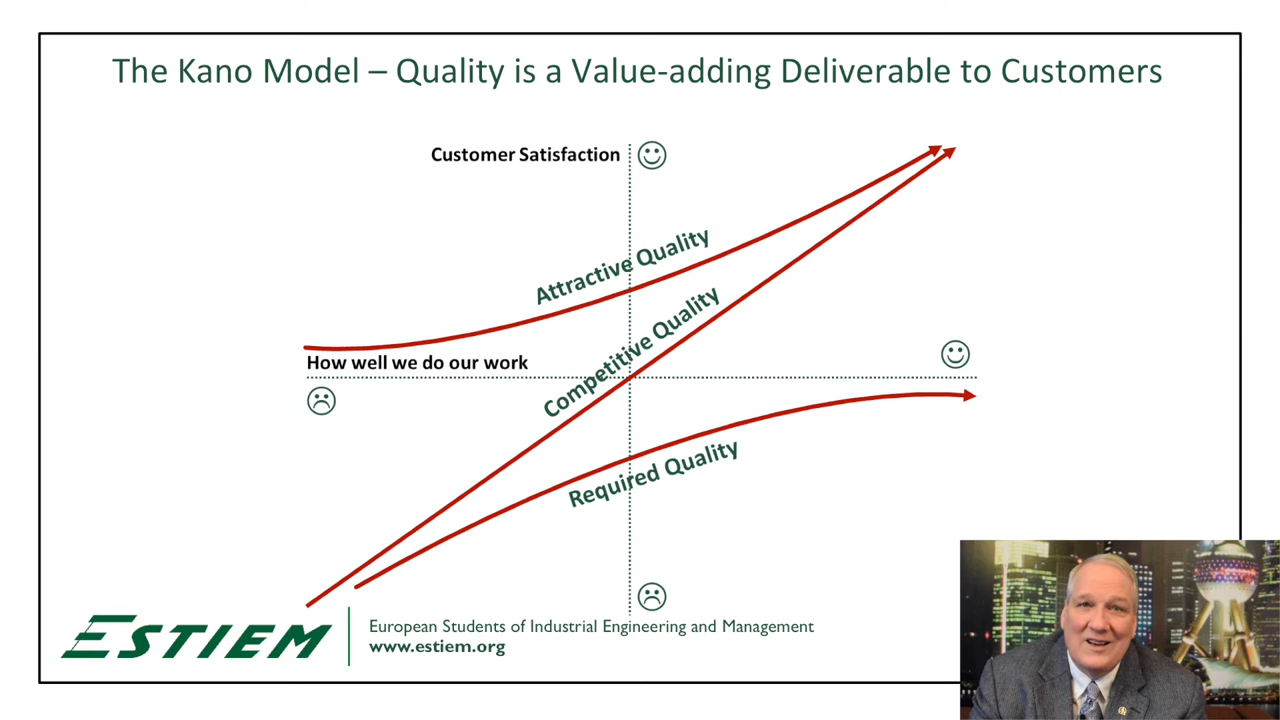 The Kano Model – Quality is a Value-adding Deliverable to Customers
Customer Satisfaction
Attractive Quality
Competitive Quality
How well we do our work
Required Quality
ESTIEM
European Students of Industrial Engineering and Management
www.estiem.org